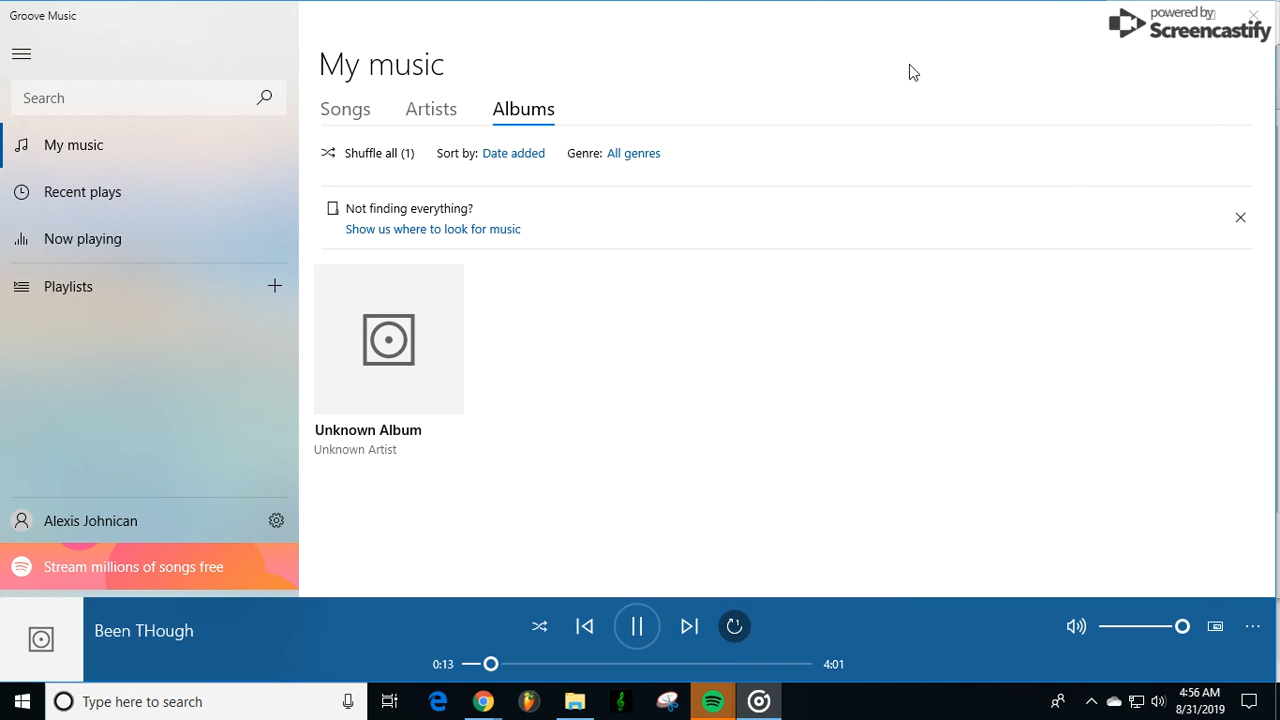 Groove Music
powered by
Screencastify
Search
My music
Recent plays
Now playing
Playlists
Alexis Johnican
Stream millions of songs free
My music
Songs Artists Albums
Shuffle all (1) Sort by: Date added Genre: All genres
Not finding everything?
Show us where to look for music
Unknown Album
Unknown Artist
Been THough
0:13 4:01
Type here to search
4:56 AM
8/31/2019